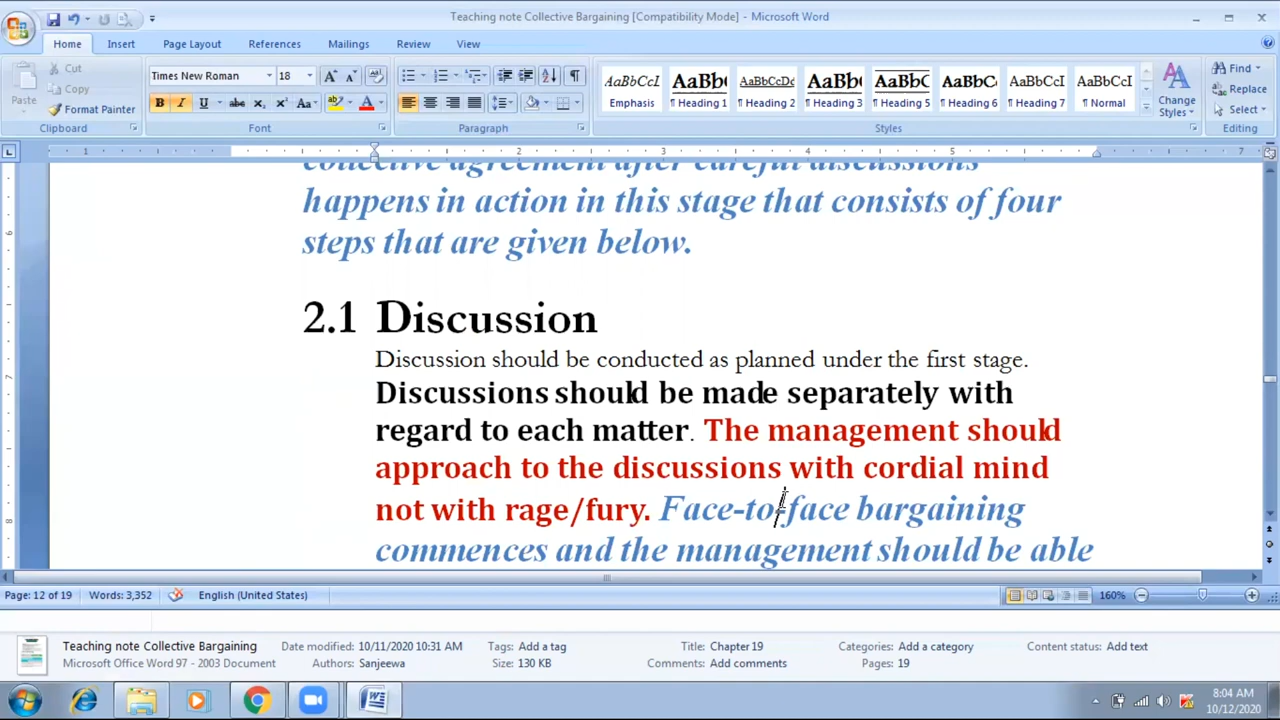 Teaching note Collective Bargaining [Compatibility Mode] - Microsoft Word
Home Insert Page Layout References Mailings Review View
Cut
Copy
Format Painter
Paste
Clipboard
Times New Roman 18
Font
Paragraph
AaBbCcI AaBbC AaBbCcDc AaBbC AaBbC AaBbC AaBbCcI AaBbCcI
Emphasis ¶ Heading 1 ¶ Heading 2 ¶ Heading 3 ¶ Heading 5 ¶ Heading 6 ¶ Heading 7 ¶ Normal
Change Styles
Styles
Find
Replace
Select
Editing
collective agreement after careful discussions
happens in action in this stage that consists of four
steps that are given below.
2.1 Discussion
Discussion should be conducted as planned under the first stage.
Discussions should be made separately with
regard to each matter. The management should
approach to the discussions with cordial mind
not with rage/fury. Face-to-face bargaining
commences and the management should be able
Page: 12 of 19 Words: 3,352 English (United States) 160%
Teaching note Collective Bargaining Date modified: 10/11/2020 10:31 AM Tags: Add a tag Title: Chapter 19 Categories: Add a category Content status: Add text
Microsoft Office Word 97 - 2003 Document Authors: Sanjeewa Size: 130 KB Comments: Add comments Pages: 19
8:04 AM
10/12/2020